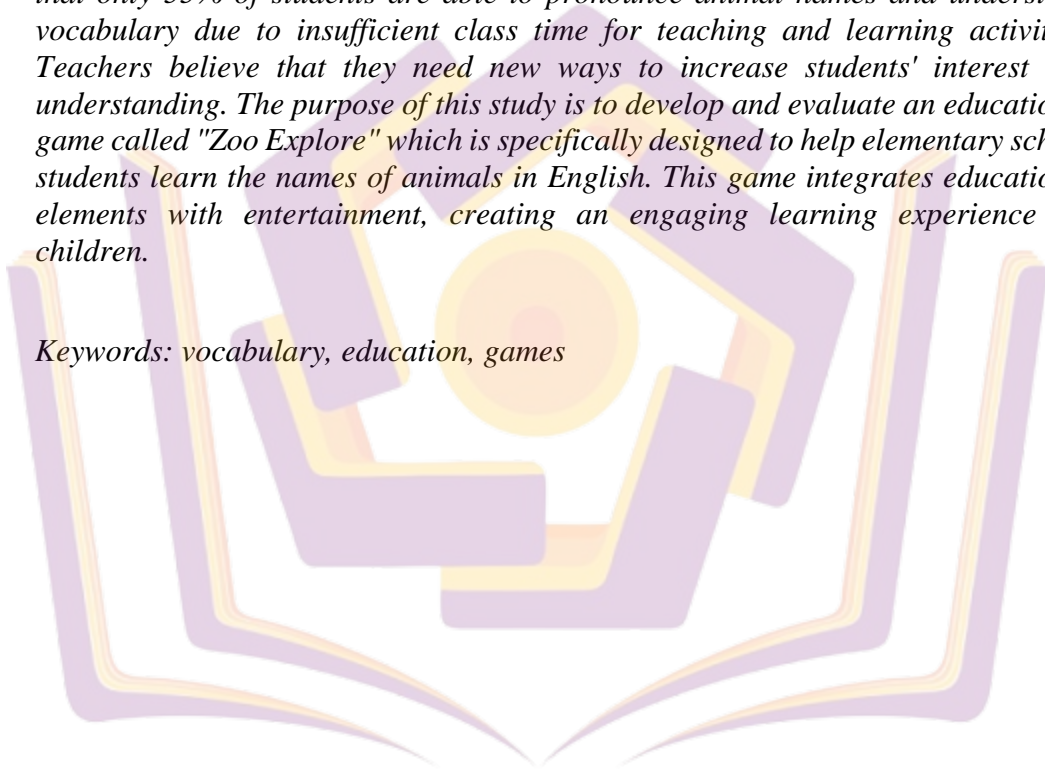 that only of students are able to pronounce animal names and
vocabulary due to insufficient class time for teaching and learning activit
Teachers believe that they need new ways to increase students' interest
understanding. The purpose of this study is to develop and evaluate an educatio
game called "Zoo Explore" which is specifically designed to help elementary sch
students learn the names of animals in English. This game integrates educatio
elements with entertainment, creating an engaging learning experience
children.
Keywords: vocabulary, education, games